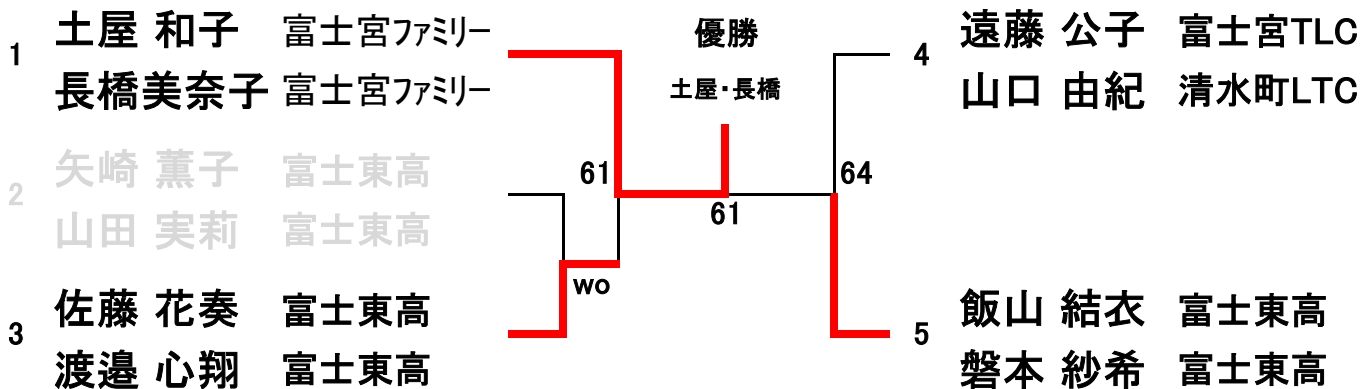 1 土屋 和子 富士宮ファミリー
長橋美奈子 富士宮ファミリー
2 矢崎 薫子 富士東高
山田 実莉 富士東高
3 佐藤 花奏 富士東高
渡邉 心翔 富士東高
優勝
土屋・長橋
61
61
64
wo
4 遠藤 公子 富士宮TLC
山口 由紀 清水町LTC
5 飯山 結衣 富士東高
磐本 紗希 富士東高